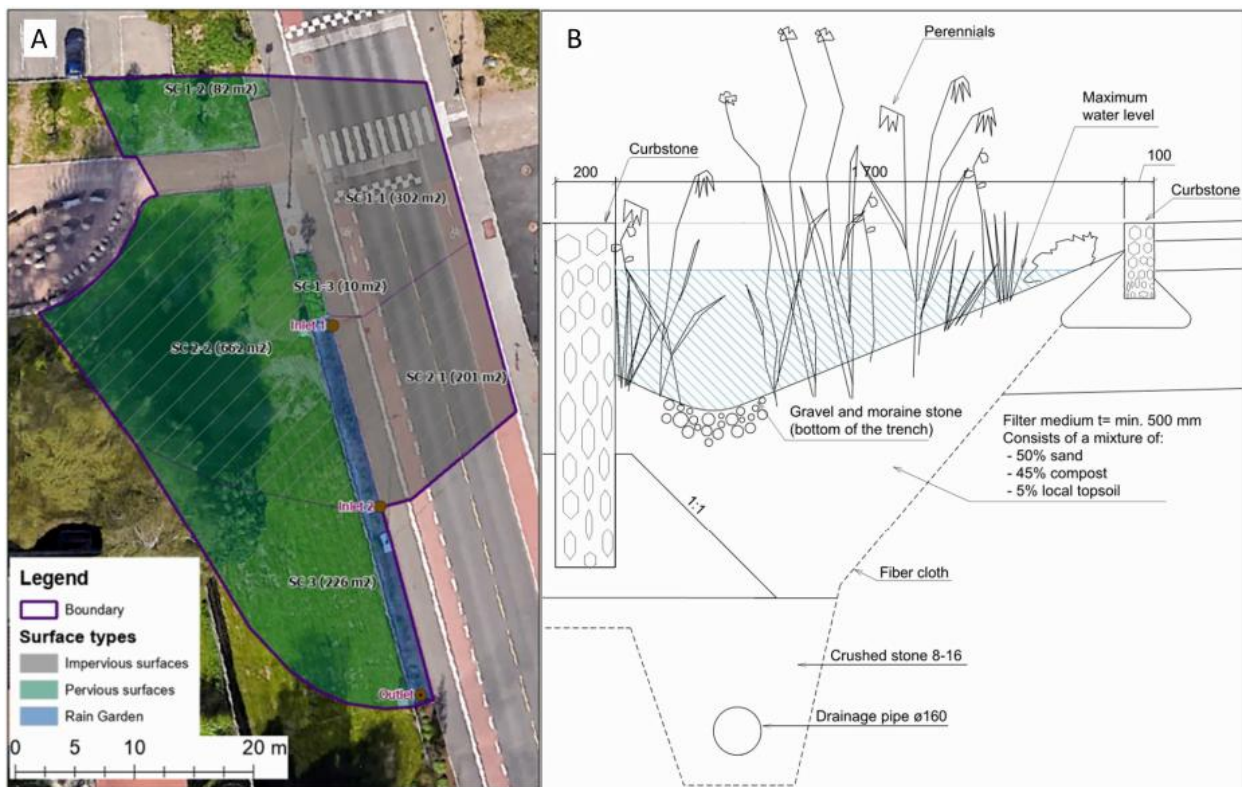 A
SC 1-2 (82 m2)
SC 1-1 (302 m2)
SC 1-3 (10 m2)
Inlet 1
SC 2-2 (662 m2)
SC 2-1 (201 m2)
Inlet 2
SC 3 (226 m2)
Outlet
Legend
Boundary
Surface types
Impervious surfaces
Pervious surfaces
Rain Garden
0 5 10 20 m
B
Perennials
Maximum
water level
Curbstone
200
1 700
100
Curbstone
Gravel and moraine stone
(bottom of the trench)
Filter medium t= min. 500 mm
Consists of a mixture of:
- 50% sand
- 45% compost
- 5% local topsoil
1:1
Fiber cloth
Crushed stone 8-16
Drainage pipe ø160